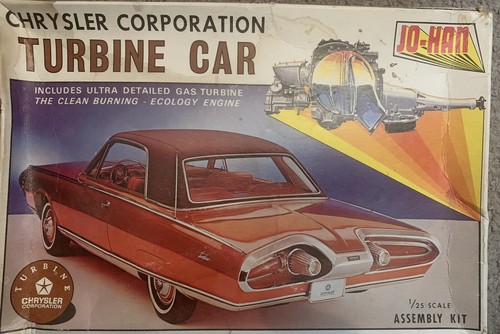 CHRYSLER CORPORATION
TURBINE CAR
JO-HAN
INCLUDES ULTRA DETAILED GAS TURBINE
THE CLEAN BURNING - ECOLOGY ENGINE
TURBINE
CHRYSLER
CORPORATION
1/25 SCALE
ASSEMBLY KIT